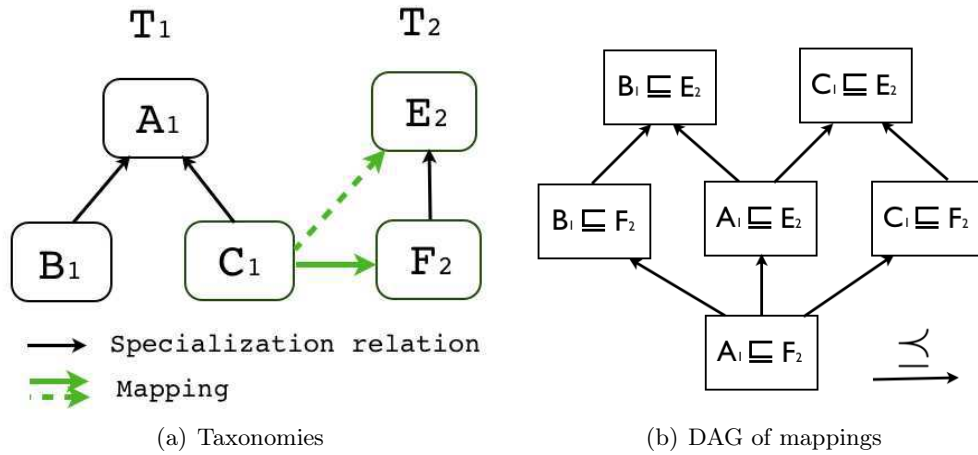 T1 T2
A1 E2
B1 C1 F2
Specialization relation
Mapping
(a) Taxonomies
B1 ⊑ E2 C1 ⊑ E2
B1 ⊑ F2 A1 ⊑ E2 C1 ⊑ F2
A1 ⊑ F2
⪯
(b) DAG of mappings